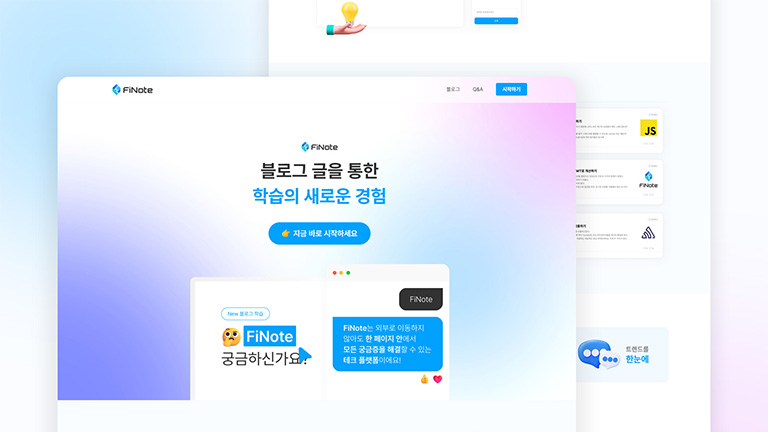 FiNote
블로그
Q&A
시작하기
FiNote
블로그 글을 통한
학습의 새로운 경험
👉 지금 바로 시작하세요
New 블로그 학습
🤔 FiNote
궁금하신가요?
FiNote
FiNote는 외부로 이동하지
않아도 한 페이지 안에서
모든 궁금증을 해결할 수 있는
테크 플랫폼이에요!
👍 💖
JS
FiNote
트렌드를
한눈에